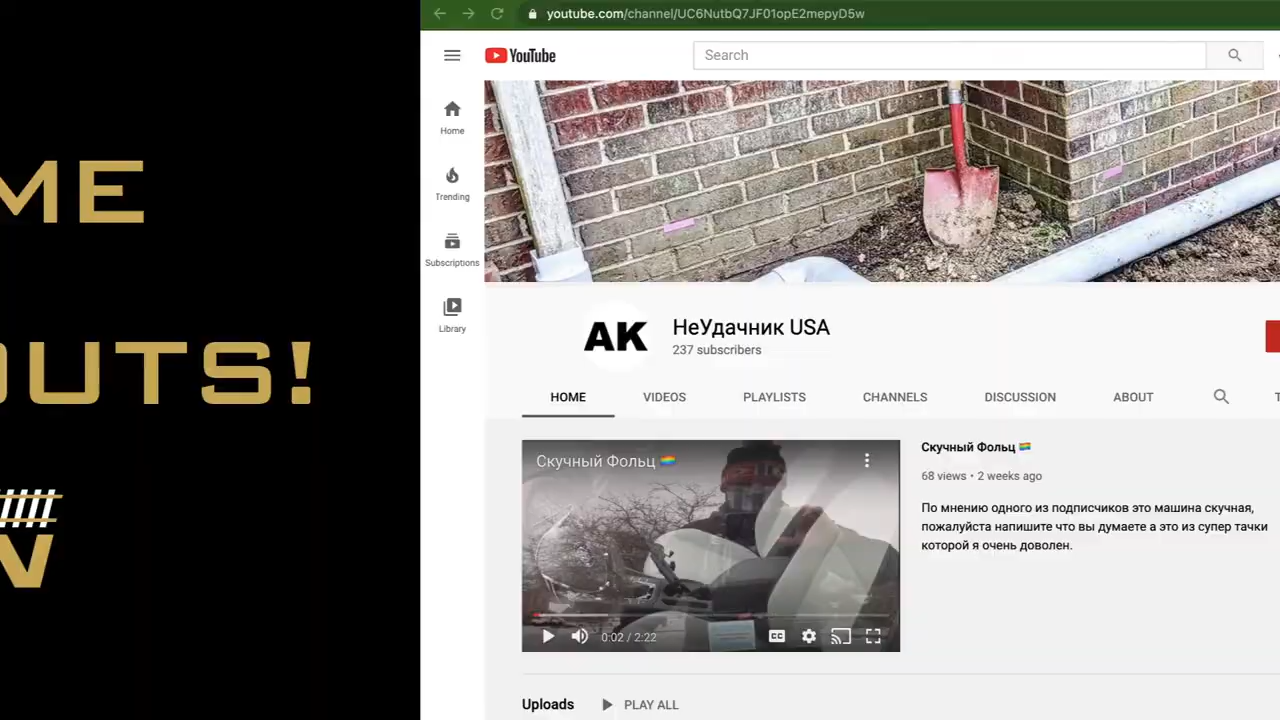 ME
OUTS!
youtube.com/channel/UC6NutbQ7JF01opE2mepyD5w
YouTube
Search
Home
Trending
Subscriptions
Library
AK
НеУдачник USA
237 subscribers
HOME VIDEOS PLAYLISTS CHANNELS DISCUSSION ABOUT
Скучный Фольц 🏳️‍🌈
0:02 / 2:22
Скучный Фольц 🏳️‍🌈
68 views • 2 weeks ago
По мнению одного из подписчиков это машина скучная,
пожалуйста напишите что вы думаете а это из супер тачки
которой я очень доволен.
Uploads PLAY ALL